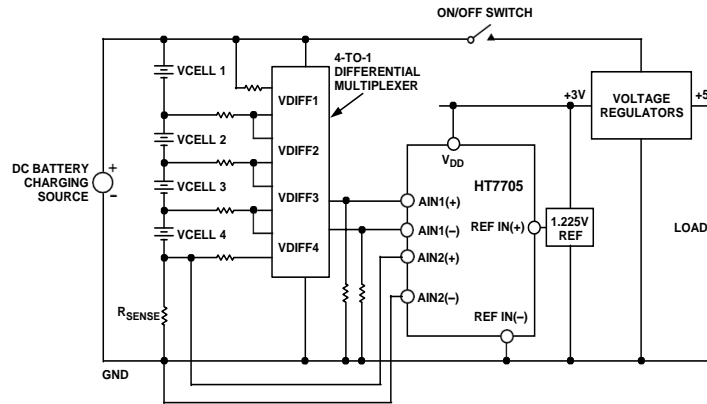 ON/OFF SWITCH
4-TO-1
DIFFERENTIAL
MULTIPLEXER
VCELL 1
VDIFF1
+3V
VOLTAGE
REGULATORS
+5
VCELL 2
VDIFF2
VDD
HT7705
DC BATTERY
CHARGING
SOURCE
+
–
VCELL 3
VDIFF3
AIN1(+)
AIN1(–)
REF IN(+)
1.225V
REF
LOAD
VCELL 4
VDIFF4
AIN2(+)
AIN2(–)
RSENSE
REF IN(–)
GND